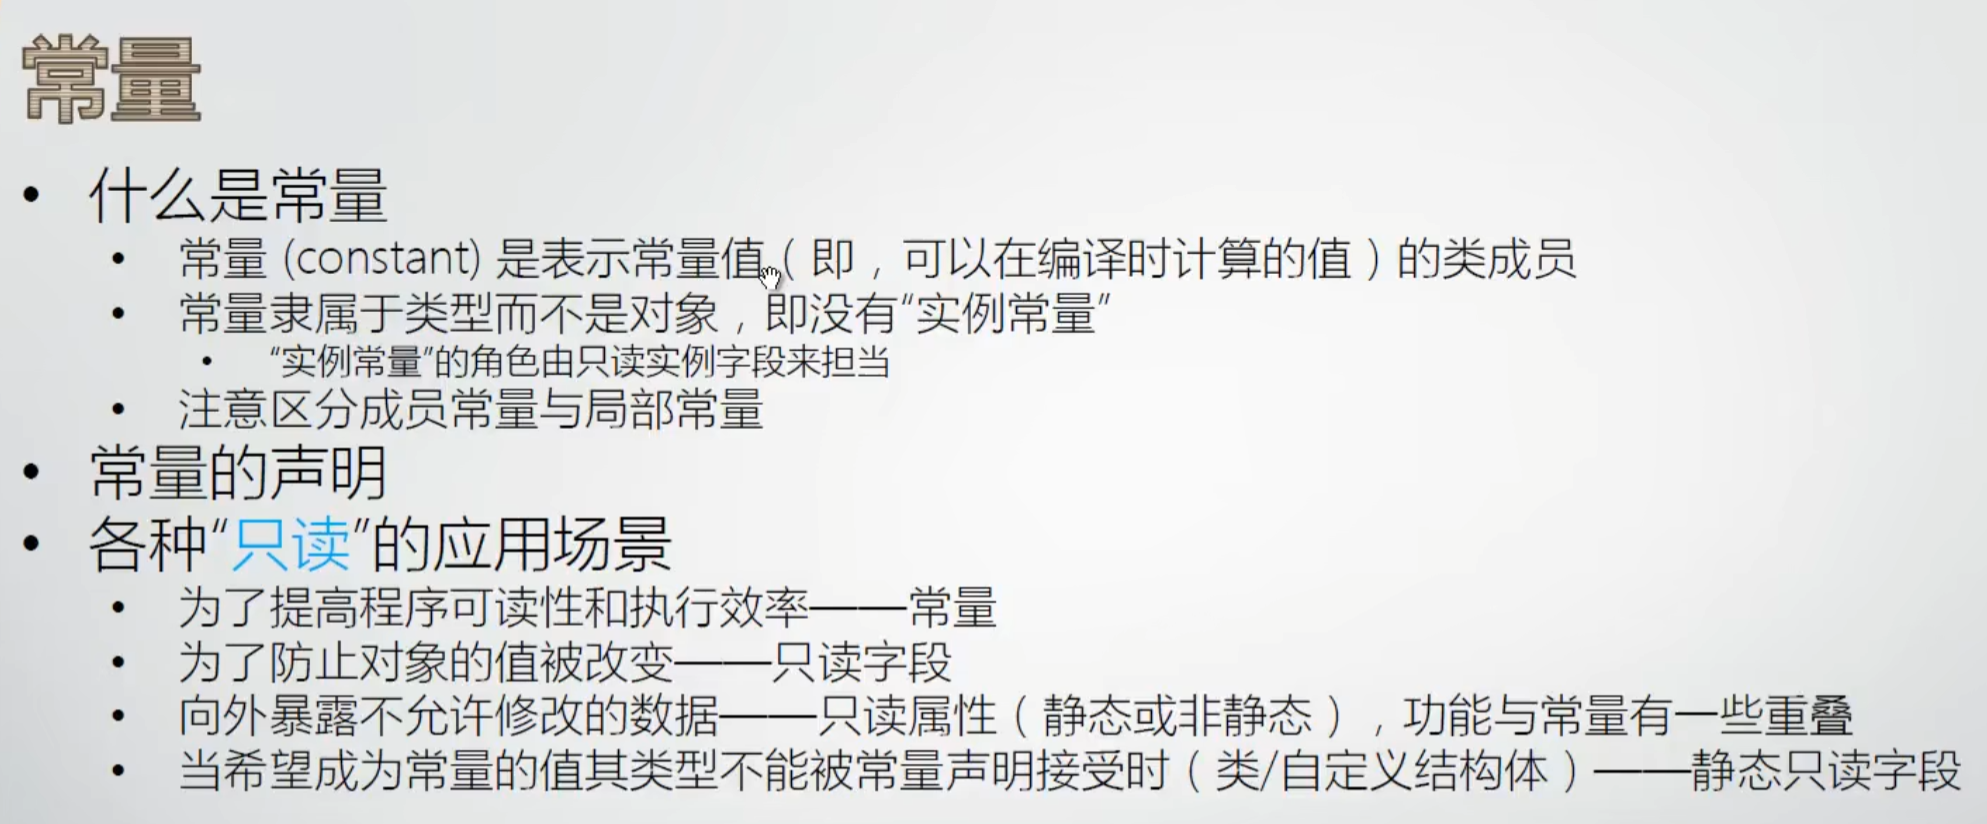 常量
• 什么是常量
• 常量 (constant) 是表示常量值（即，可以在编译时计算的值）的类成员
• 常量隶属于类型而不是对象，即没有“实例常量”
• “实例常量”的角色由只读实例字段来担当
• 注意区分成员常量与局部常量
• 常量的声明
• 各种“只读”的应用场景
• 为了提高程序可读性和执行效率——常量
• 为了防止对象的值被改变——只读字段
• 向外暴露不允许修改的数据——只读属性（静态或非静态），功能与常量有一些重叠
• 当希望成为常量的值其类型不能被常量声明接受时（类/自定义结构体）——静态只读字段